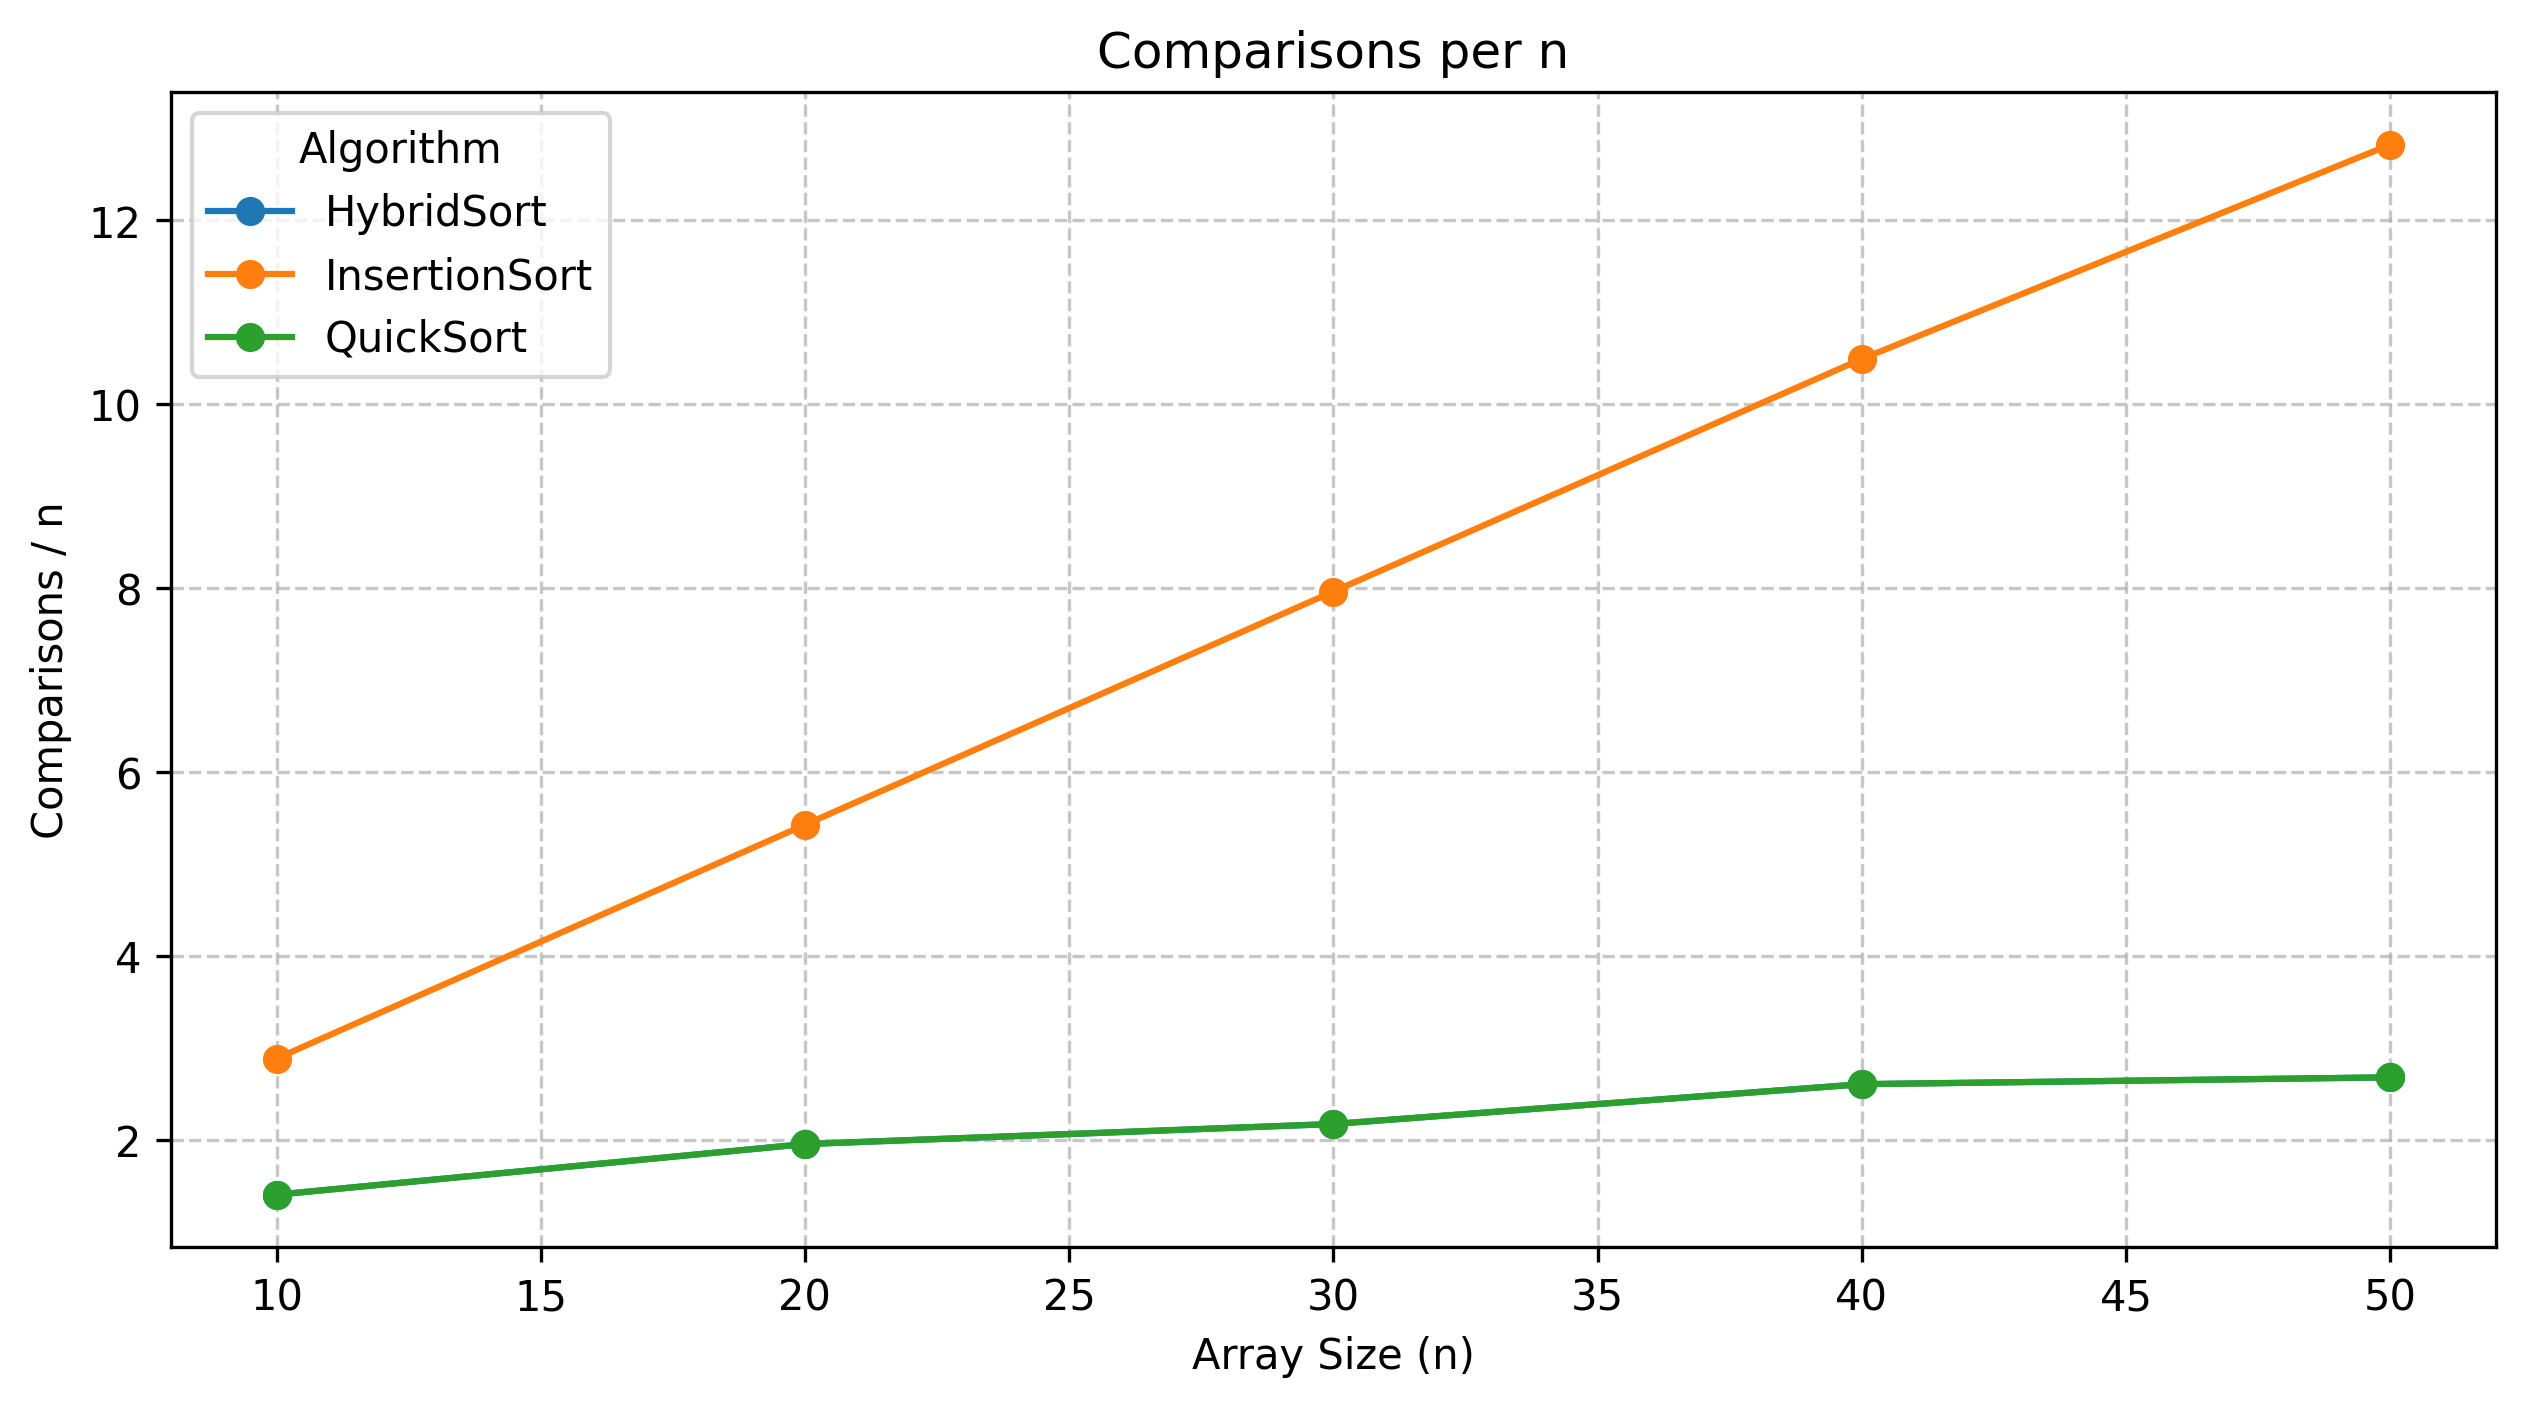 Comparisons per n
Algorithm
HybridSort
InsertionSort
QuickSort
Comparisons / n
12
10
8
6
4
2
10 15 20 25 30 35 40 45 50
Array Size (n)